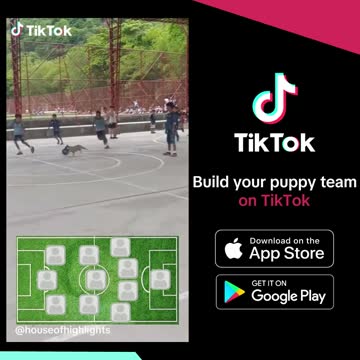 TikTok
TikTok
Build your puppy team
on TikTok
Download on the
App Store
GET IT ON
Google Play
@houseofhighlights